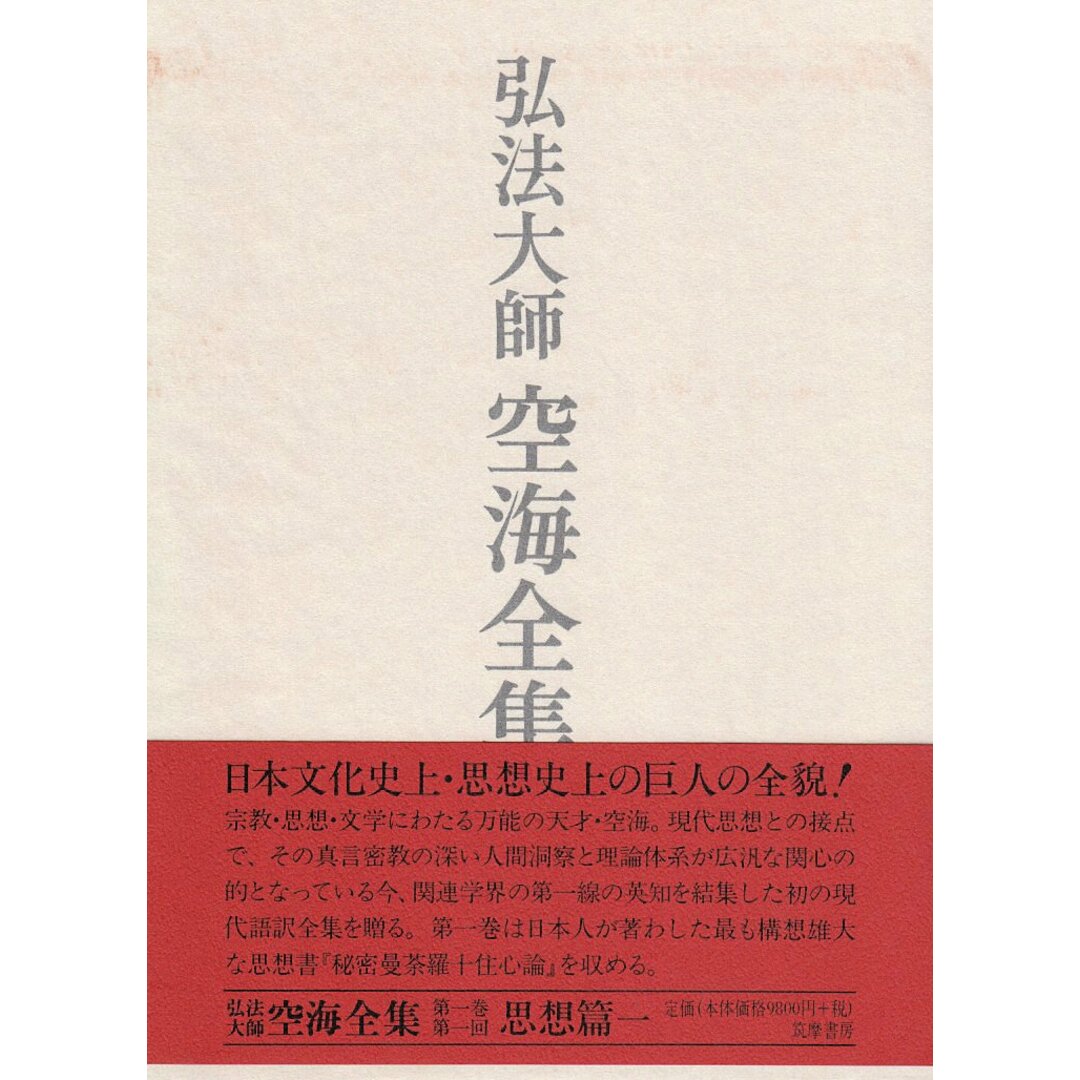 弘法大師 空海全集
日本文化史上・思想史上の巨人の全貌!
宗教・思想・文学にわたる万能の天才・空海。現代思想との接点
で、その真言密教の深い人間洞察と理論体系が広汎な関心の
的となっている今、関連学界の第一線の英知を結集した初の現
代語訳全集を贈る。第一巻は日本人が著わした最も構想雄大
な思想書『秘密曼荼羅十住心論』を収める。
弘法大師 空海全集 第一巻 第一回 思想篇一 定価(本体価格9800円+税)
筑摩書房